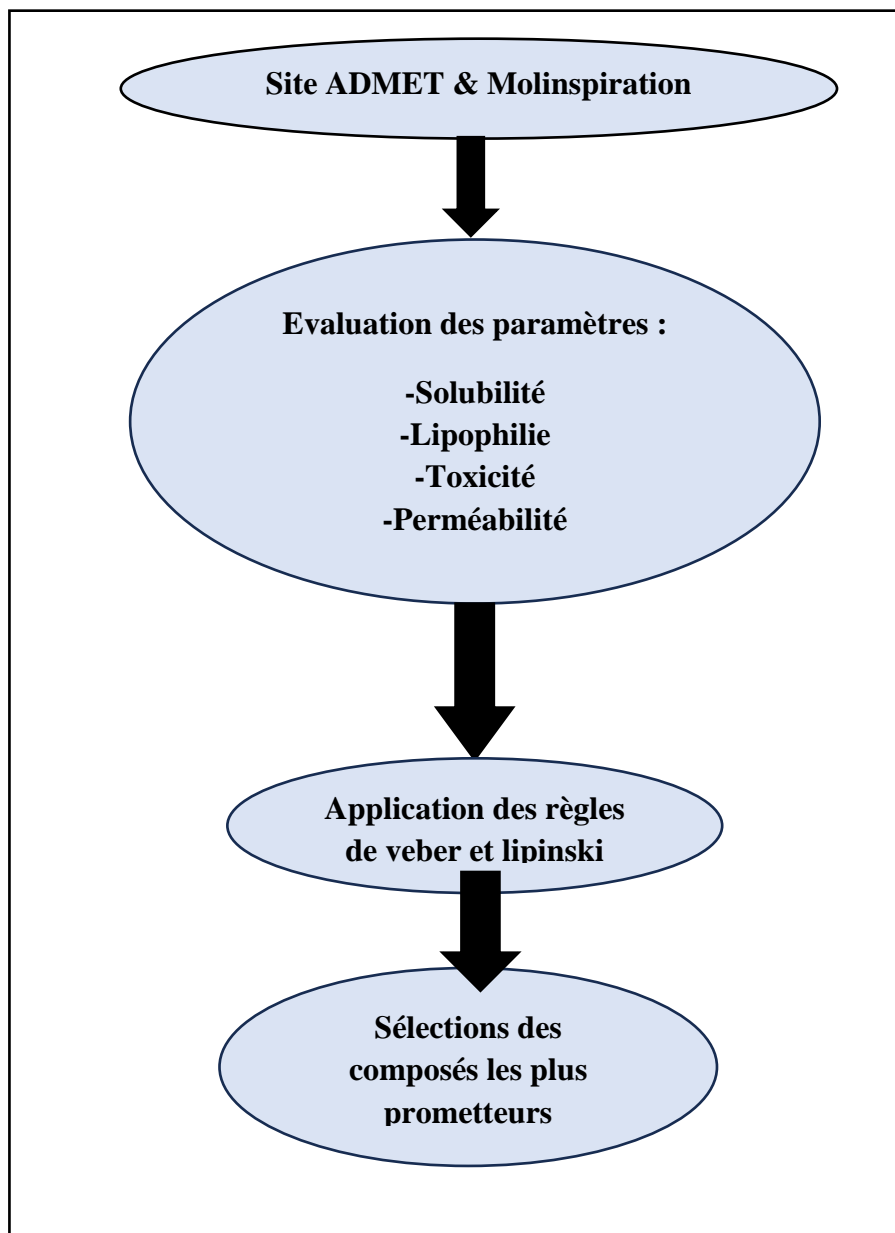 Site ADMET & Molinspiration
Evaluation des paramètres :
-Solubilité
-Lipophilie
-Toxicité
-Perméabilité
Application des règles
de veber et lipinski
Sélections des
composés les plus
prometteurs